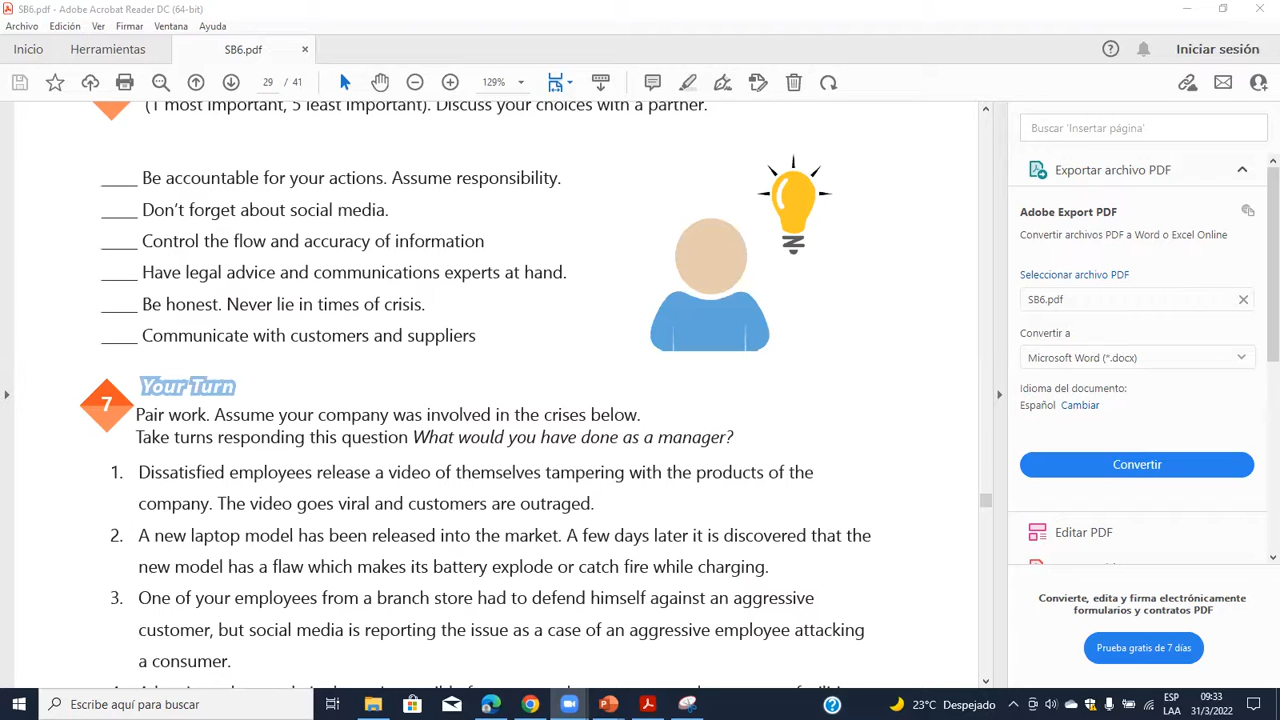 SB6.pdf - Adobe Acrobat Reader DC (64-bit)
Archivo Edición Ver Firmar Ventana Ayuda
Inicio Herramientas SB6.pdf × Iniciar sesión
29 / 41 129%
(1 most important, 5 least important). Discuss your choices with a partner.
____ Be accountable for your actions. Assume responsibility.
____ Don't forget about social media.
____ Control the flow and accuracy of information
____ Have legal advice and communications experts at hand.
____ Be honest. Never lie in times of crisis.
____ Communicate with customers and suppliers
Your Turn
7
Pair work. Assume your company was involved in the crises below.
Take turns responding this question What would you have done as a manager?
1. Dissatisfied employees release a video of themselves tampering with the products of the
company. The video goes viral and customers are outraged.
2. A new laptop model has been released into the market. A few days later it is discovered that the
new model has a flaw which makes its battery explode or catch fire while charging.
3. One of your employees from a branch store had to defend himself against an aggressive
customer, but social media is reporting the issue as a case of an aggressive employee attacking
a consumer.
Buscar 'Insertar página'
Exportar archivo PDF
Adobe Export PDF
Convertir archivos PDF a Word o Excel Online
Seleccionar archivo PDF
SB6.pdf
Convertir a
Microsoft Word (*.docx)
Idioma del documento:
Español Cambiar
Convertir
Editar PDF
Convierte, edita y firma electrónicamente
formularios y contratos PDF
Prueba gratis de 7 días
Escribe aquí para buscar
23°C Despejado
ESP
LAA
09:33
31/3/2022